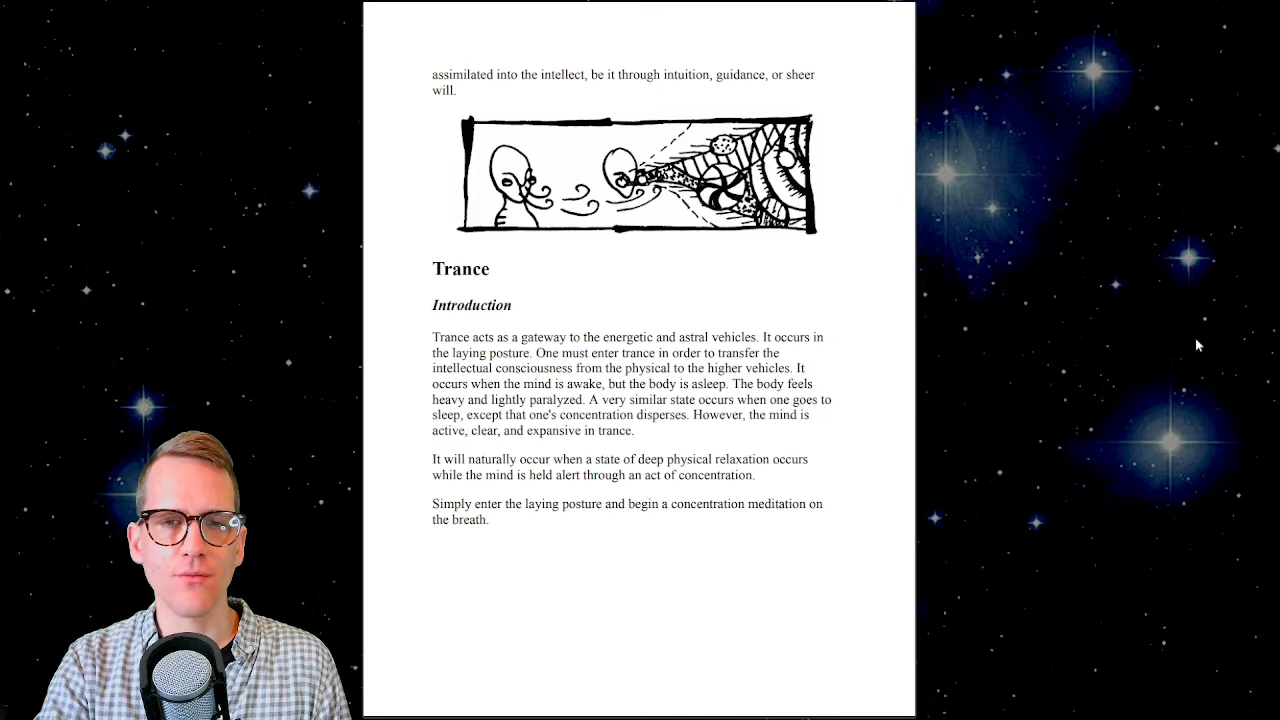 assimilated into the intellect, be it through intuition, guidance, or sheer
will.
Trance
Introduction
Trance acts as a gateway to the energetic and astral vehicles. It occurs in
the laying posture. One must enter trance in order to transfer the
intellectual consciousness from the physical to the higher vehicles. It
occurs when the mind is awake, but the body is asleep. The body feels
heavy and lightly paralyzed. A very similar state occurs when one goes to
sleep, except that one's concentration disperses. However, the mind is
active, clear, and expansive in trance.
It will naturally occur when a state of deep physical relaxation occurs
while the mind is held alert through an act of concentration.
Simply enter the laying posture and begin a concentration meditation on
the breath.